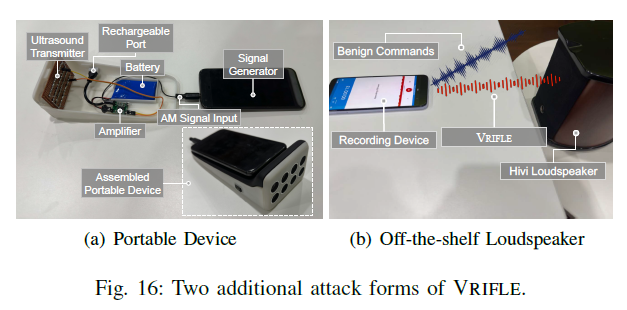 Ultrasound
Transmitter
Rechargeable
Port
Battery
Signal
Generator
Amplifier
AM Signal Input
Assembled
Portable Device
Benign Commands
Recording Device
VRIFLE
Hivi Loudspeaker
(a) Portable Device
(b) Off-the-shelf Loudspeaker
Fig. 16: Two additional attack forms of VRIFLE.